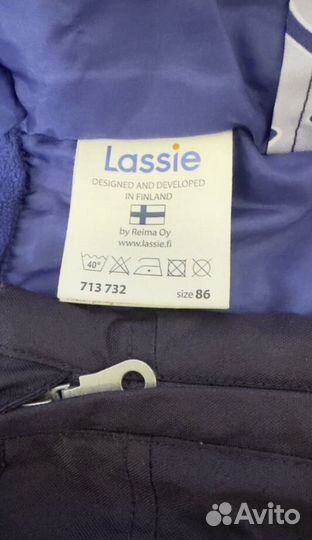 Lassie
DESIGNED AND DEVELOPED
IN FINLAND
by Reima Oy
www.lassie.fi
40°
713 732
size 86
Avito